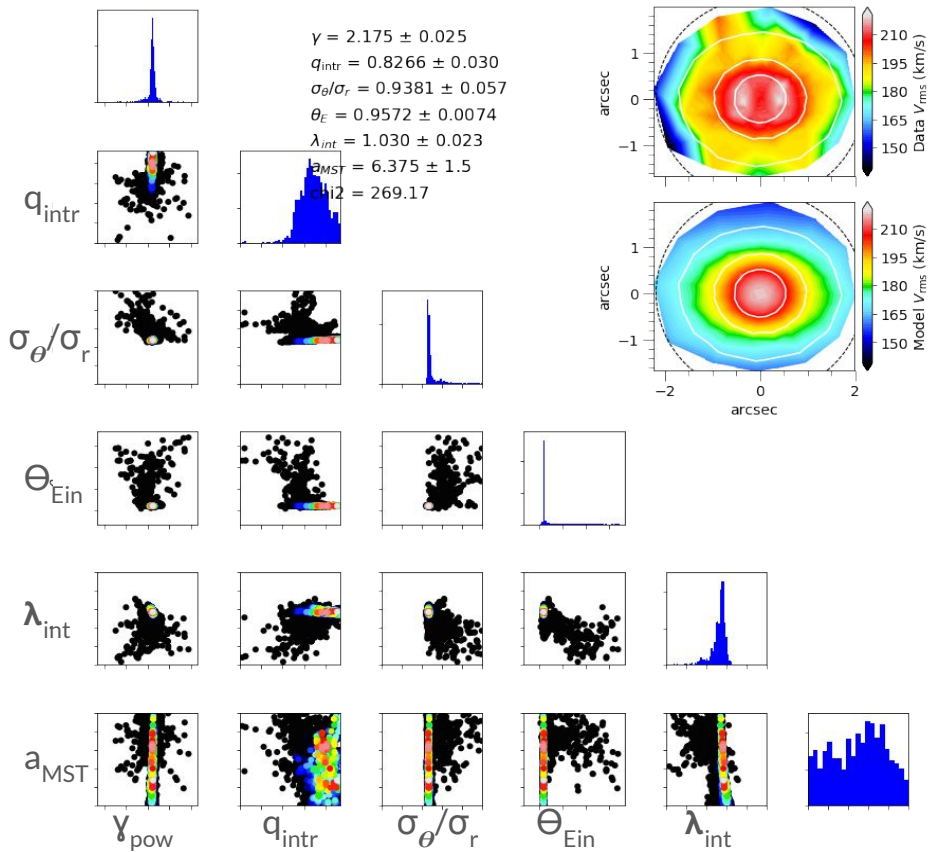 γ = 2.175 ± 0.025
q_intr = 0.8266 ± 0.030
σ_θ/σ_r = 0.9381 ± 0.057
θ_E = 0.9572 ± 0.0074
λ_int = 1.030 ± 0.023
a_MST = 6.375 ± 1.5
chi2 = 269.17
arcsec
1
0
−1
210
195
180
165
150
Data V_rms (km/s)
arcsec
1
0
−1
−2
0
2
arcsec
210
195
180
165
150
Model V_rms (km/s)
q_intr
σ_θ/σ_r
Θ_Ein
λ_int
a_MST
γ_pow
q_intr
σ_θ/σ_r
Θ_Ein
λ_int